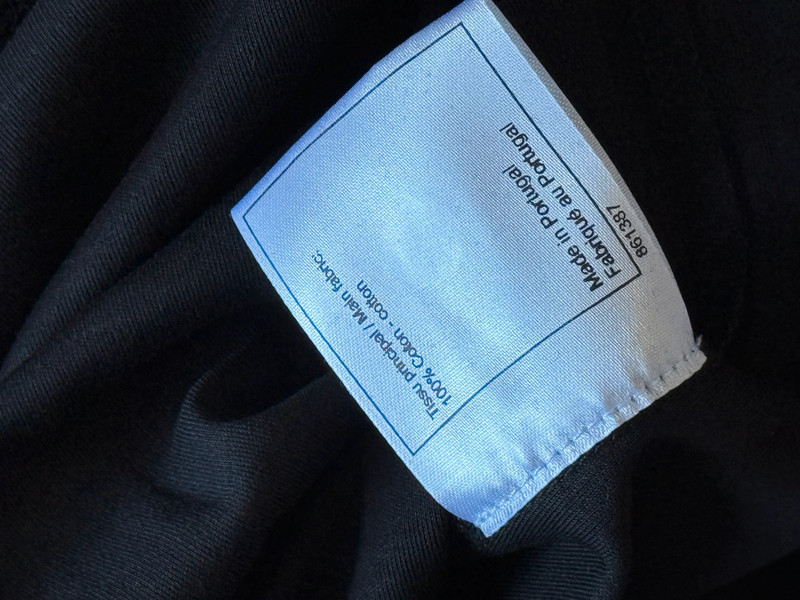 Tissu principal / Main fabric:
100% Coton - cotton
Made in Portugal
Fabriqué au Portugal
861387